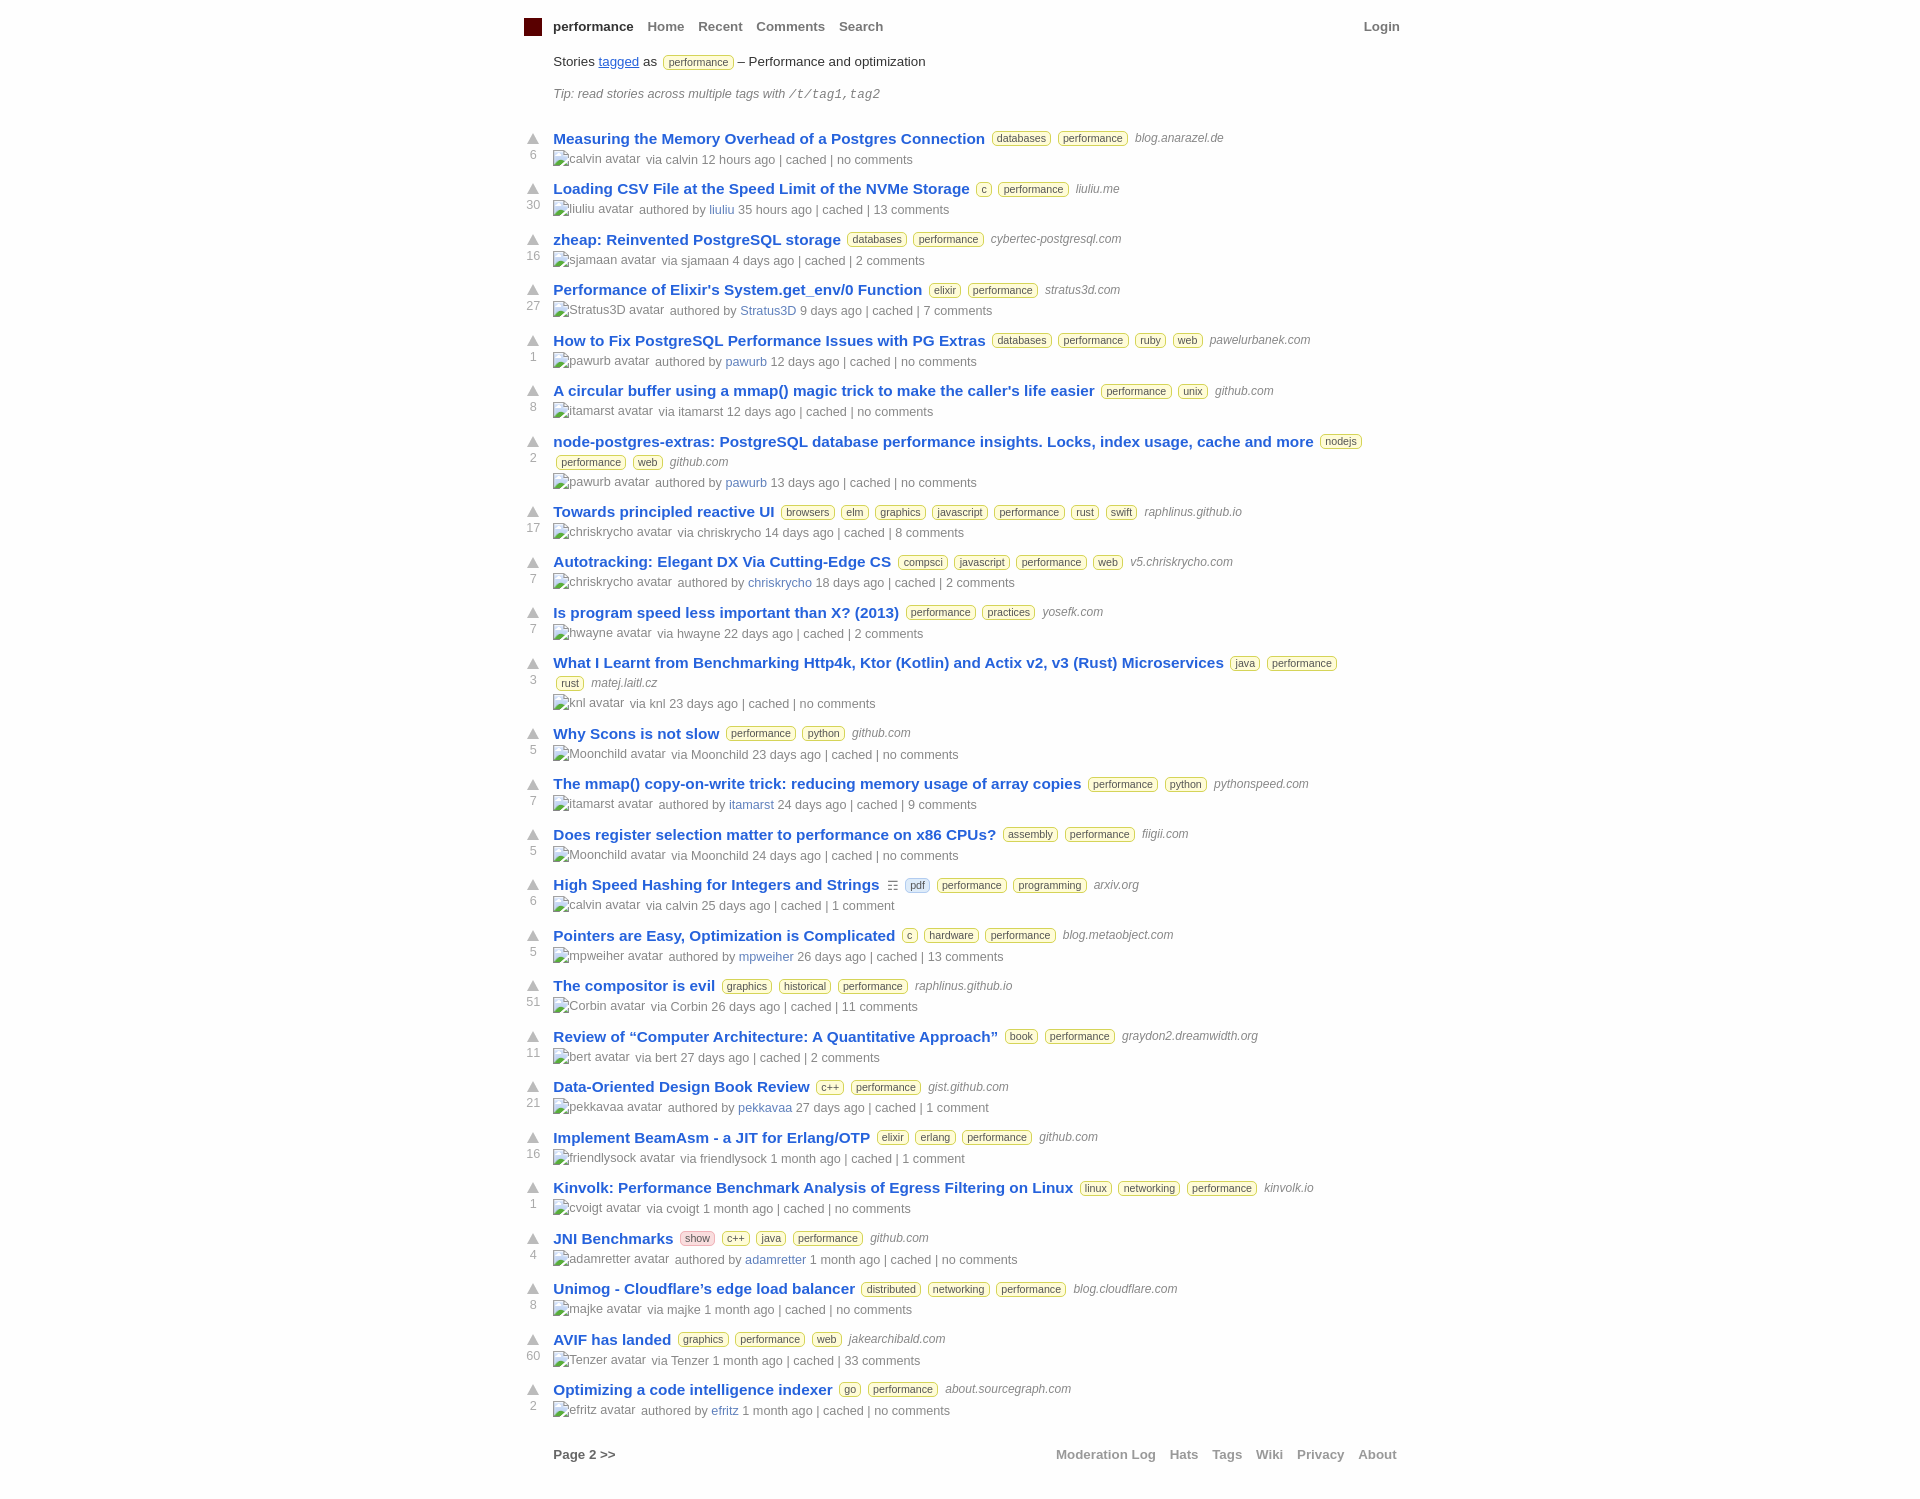 performance Home Recent Comments Search Login
Stories tagged as performance – Performance and optimization
Tip: read stories across multiple tags with /t/tag1,tag2
Measuring the Memory Overhead of a Postgres Connection databases performance blog.anarazel.de
6 calvin avatar via calvin 12 hours ago | cached | no comments
Loading CSV File at the Speed Limit of the NVMe Storage c performance liuliu.me
30 liuliu avatar authored by liuliu 35 hours ago | cached | 13 comments
zheap: Reinvented PostgreSQL storage databases performance cybertec-postgresql.com
16 sjamaan avatar via sjamaan 4 days ago | cached | 2 comments
Performance of Elixir's System.get_env/0 Function elixir performance stratus3d.com
27 Stratus3D avatar authored by Stratus3D 9 days ago | cached | 7 comments
How to Fix PostgreSQL Performance Issues with PG Extras databases performance ruby web pawelurbanek.com
1 pawurb avatar authored by pawurb 12 days ago | cached | no comments
A circular buffer using a mmap() magic trick to make the caller's life easier performance unix github.com
8 itamarst avatar via itamarst 12 days ago | cached | no comments
node-postgres-extras: PostgreSQL database performance insights. Locks, index usage, cache and more nodejs
2 performance web github.com
pawurb avatar authored by pawurb 13 days ago | cached | no comments
Towards principled reactive UI browsers elm graphics javascript performance rust swift raphlinus.github.io
17 chriskrycho avatar via chriskrycho 14 days ago | cached | 8 comments
Autotracking: Elegant DX Via Cutting-Edge CS compsci javascript performance web v5.chriskrycho.com
7 chriskrycho avatar authored by chriskrycho 18 days ago | cached | 2 comments
Is program speed less important than X? (2013) performance practices yosefk.com
7 hwayne avatar via hwayne 22 days ago | cached | 2 comments
What I Learnt from Benchmarking Http4k, Ktor (Kotlin) and Actix v2, v3 (Rust) Microservices java performance
3 rust matej.laitl.cz
knl avatar via knl 23 days ago | cached | no comments
Why Scons is not slow performance python github.com
5 Moonchild avatar via Moonchild 23 days ago | cached | no comments
The mmap() copy-on-write trick: reducing memory usage of array copies performance python pythonspeed.com
7 itamarst avatar authored by itamarst 24 days ago | cached | 9 comments
Does register selection matter to performance on x86 CPUs? assembly performance fiigii.com
5 Moonchild avatar via Moonchild 24 days ago | cached | no comments
High Speed Hashing for Integers and Strings ☶ pdf performance programming arxiv.org
6 calvin avatar via calvin 25 days ago | cached | 1 comment
Pointers are Easy, Optimization is Complicated c hardware performance blog.metaobject.com
5 mpweiher avatar authored by mpweiher 26 days ago | cached | 13 comments
The compositor is evil graphics historical performance raphlinus.github.io
51 Corbin avatar via Corbin 26 days ago | cached | 11 comments
Review of “Computer Architecture: A Quantitative Approach” book performance graydon2.dreamwidth.org
11 bert avatar via bert 27 days ago | cached | 2 comments
Data-Oriented Design Book Review c++ performance gist.github.com
21 pekkavaa avatar authored by pekkavaa 27 days ago | cached | 1 comment
Implement BeamAsm - a JIT for Erlang/OTP elixir erlang performance github.com
16 friendlysock avatar via friendlysock 1 month ago | cached | 1 comment
Kinvolk: Performance Benchmark Analysis of Egress Filtering on Linux linux networking performance kinvolk.io
1 cvoigt avatar via cvoigt 1 month ago | cached | no comments
JNI Benchmarks show c++ java performance github.com
4 adamretter avatar authored by adamretter 1 month ago | cached | no comments
Unimog - Cloudflare’s edge load balancer distributed networking performance blog.cloudflare.com
8 majke avatar via majke 1 month ago | cached | no comments
AVIF has landed graphics performance web jakearchibald.com
60 Tenzer avatar via Tenzer 1 month ago | cached | 33 comments
Optimizing a code intelligence indexer go performance about.sourcegraph.com
2 efritz avatar authored by efritz 1 month ago | cached | no comments
Page 2 >> Moderation Log Hats Tags Wiki Privacy About